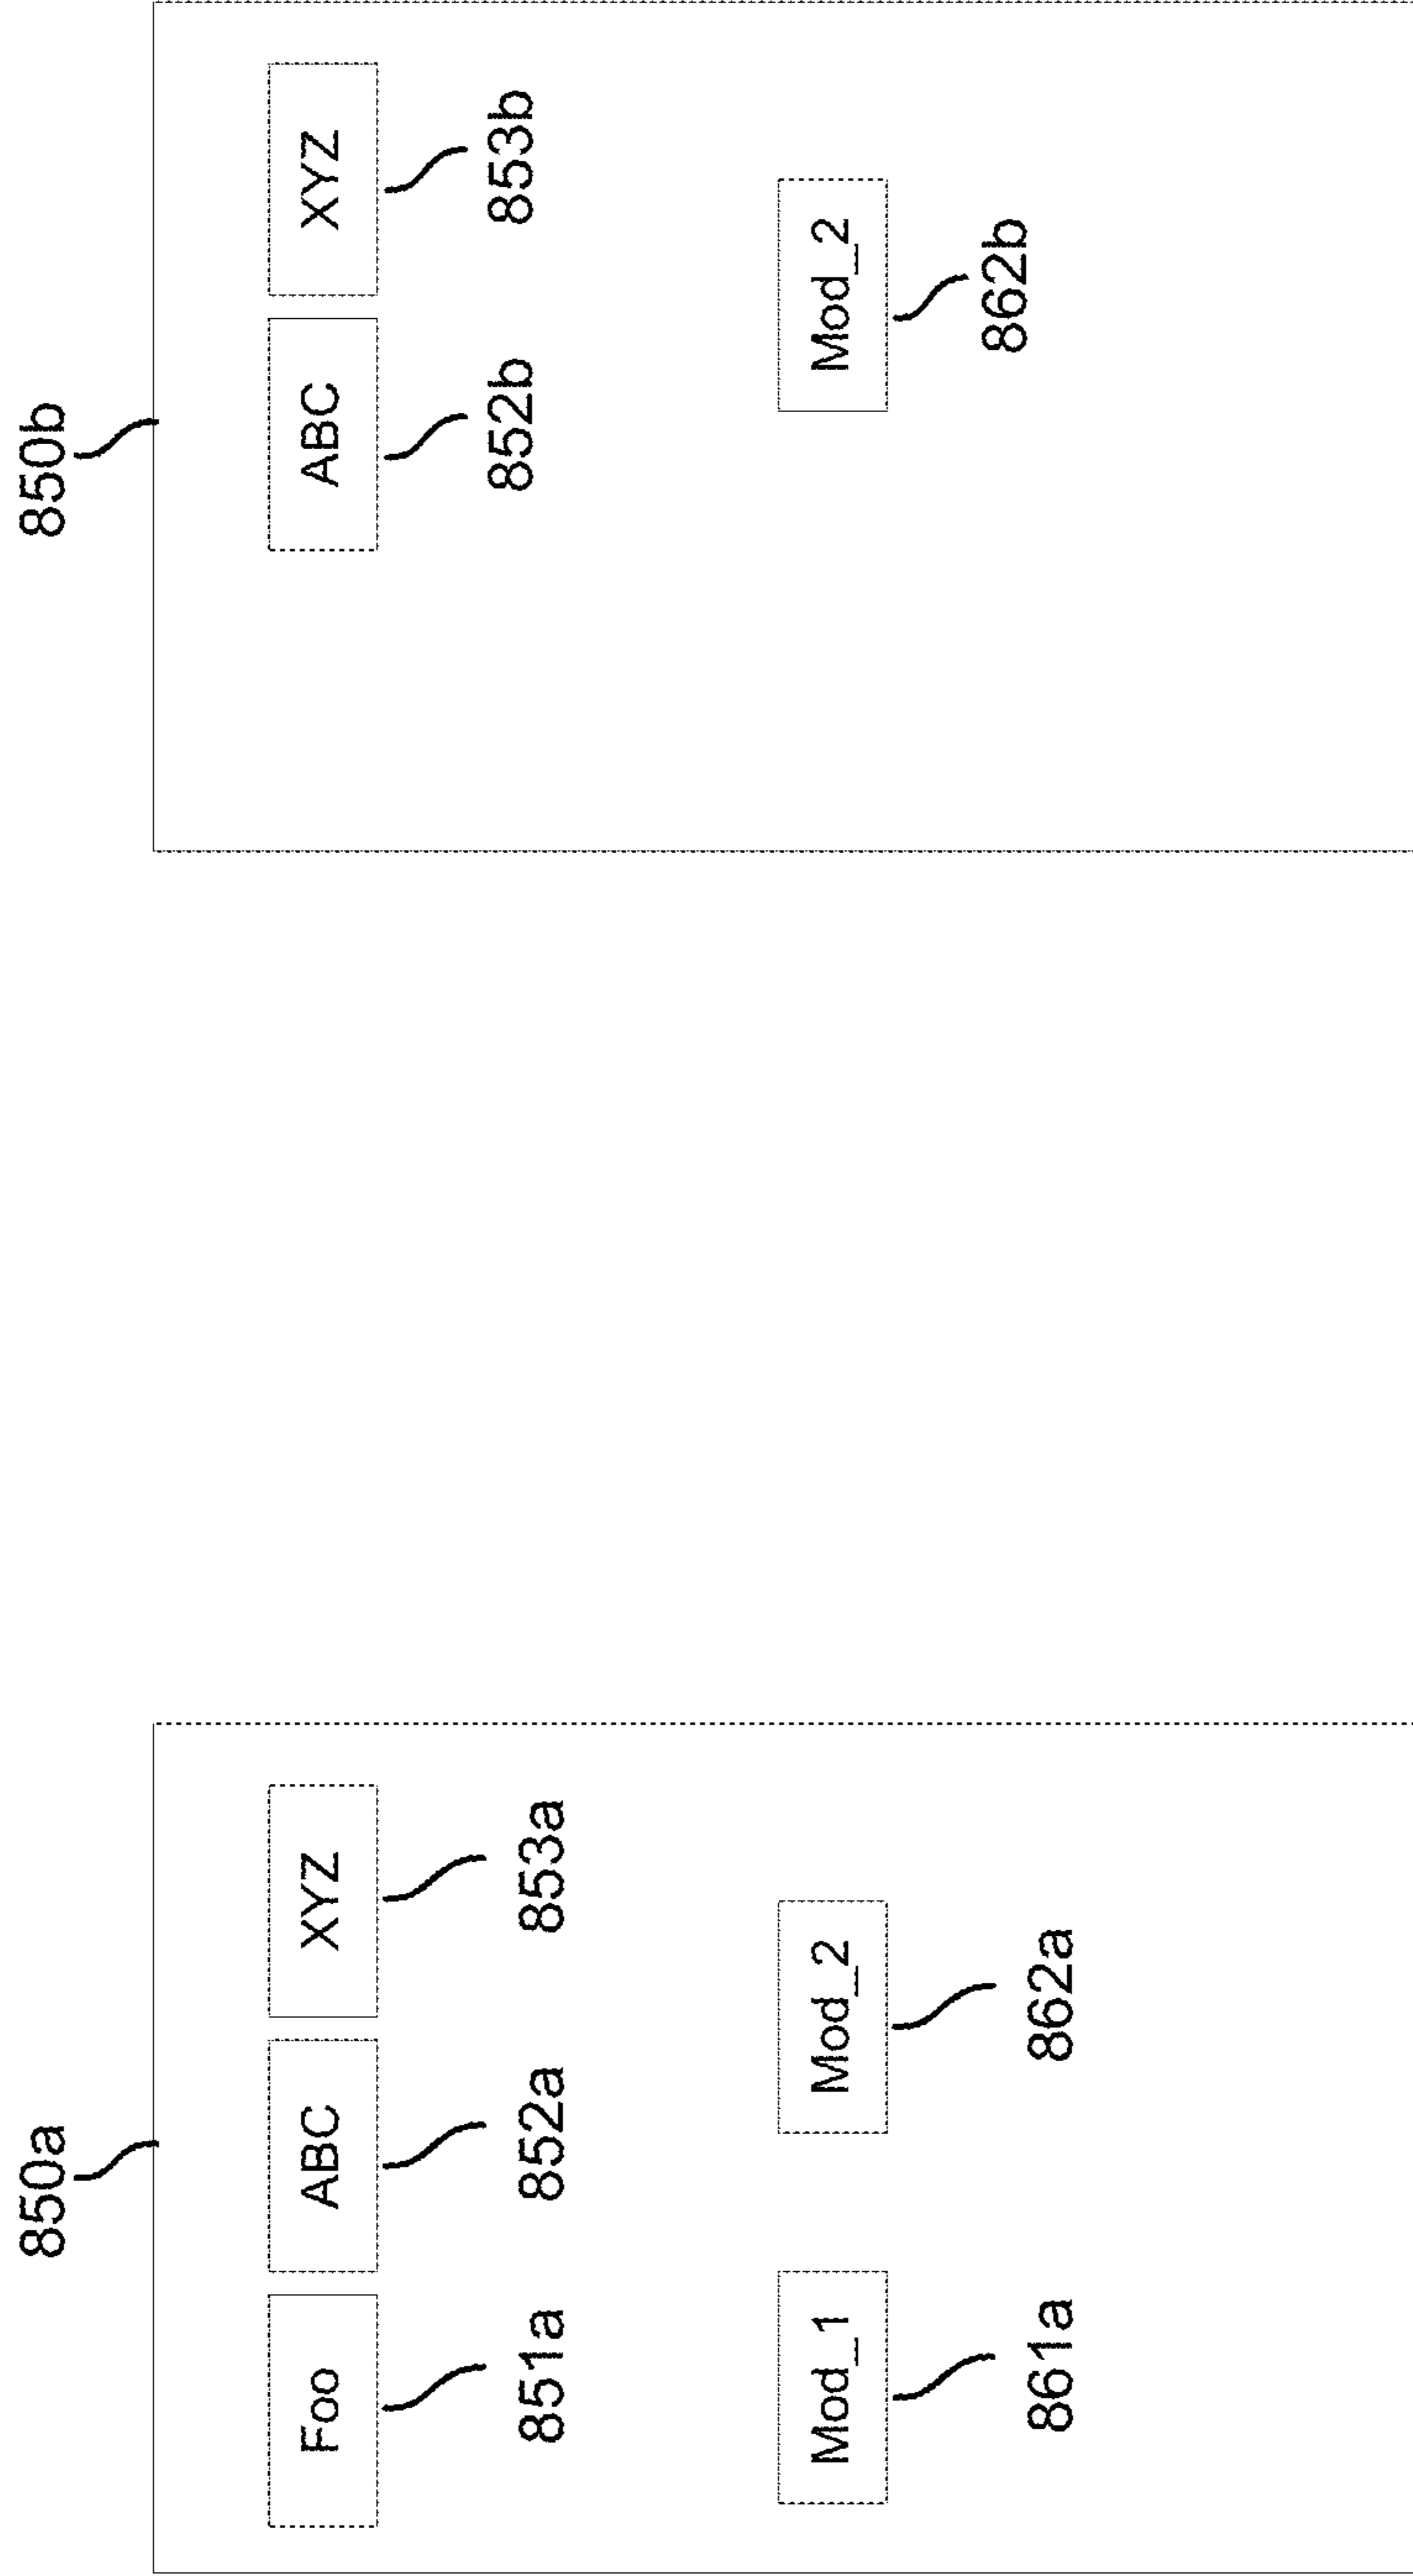 850a
850b
Foo
ABC
XYZ
ABC
XYZ
851a
852a
853a
852b
853b
Mod_1
Mod_2
Mod_2
861a
862a
862b